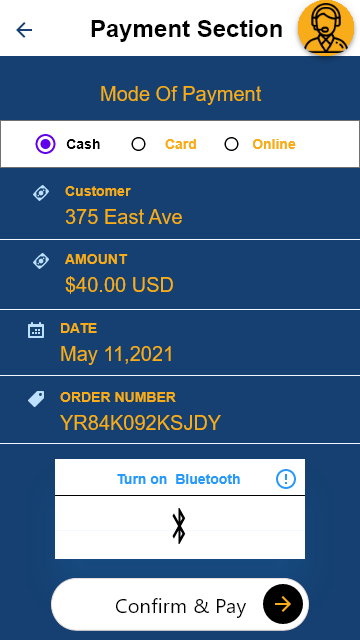 Payment Section
Mode Of Payment
Cash Card Online
Customer
375 East Ave
AMOUNT
$40.00 USD
DATE
May 11,2021
ORDER NUMBER
YR84K092KSJDY
Turn on Bluetooth
Confirm & Pay